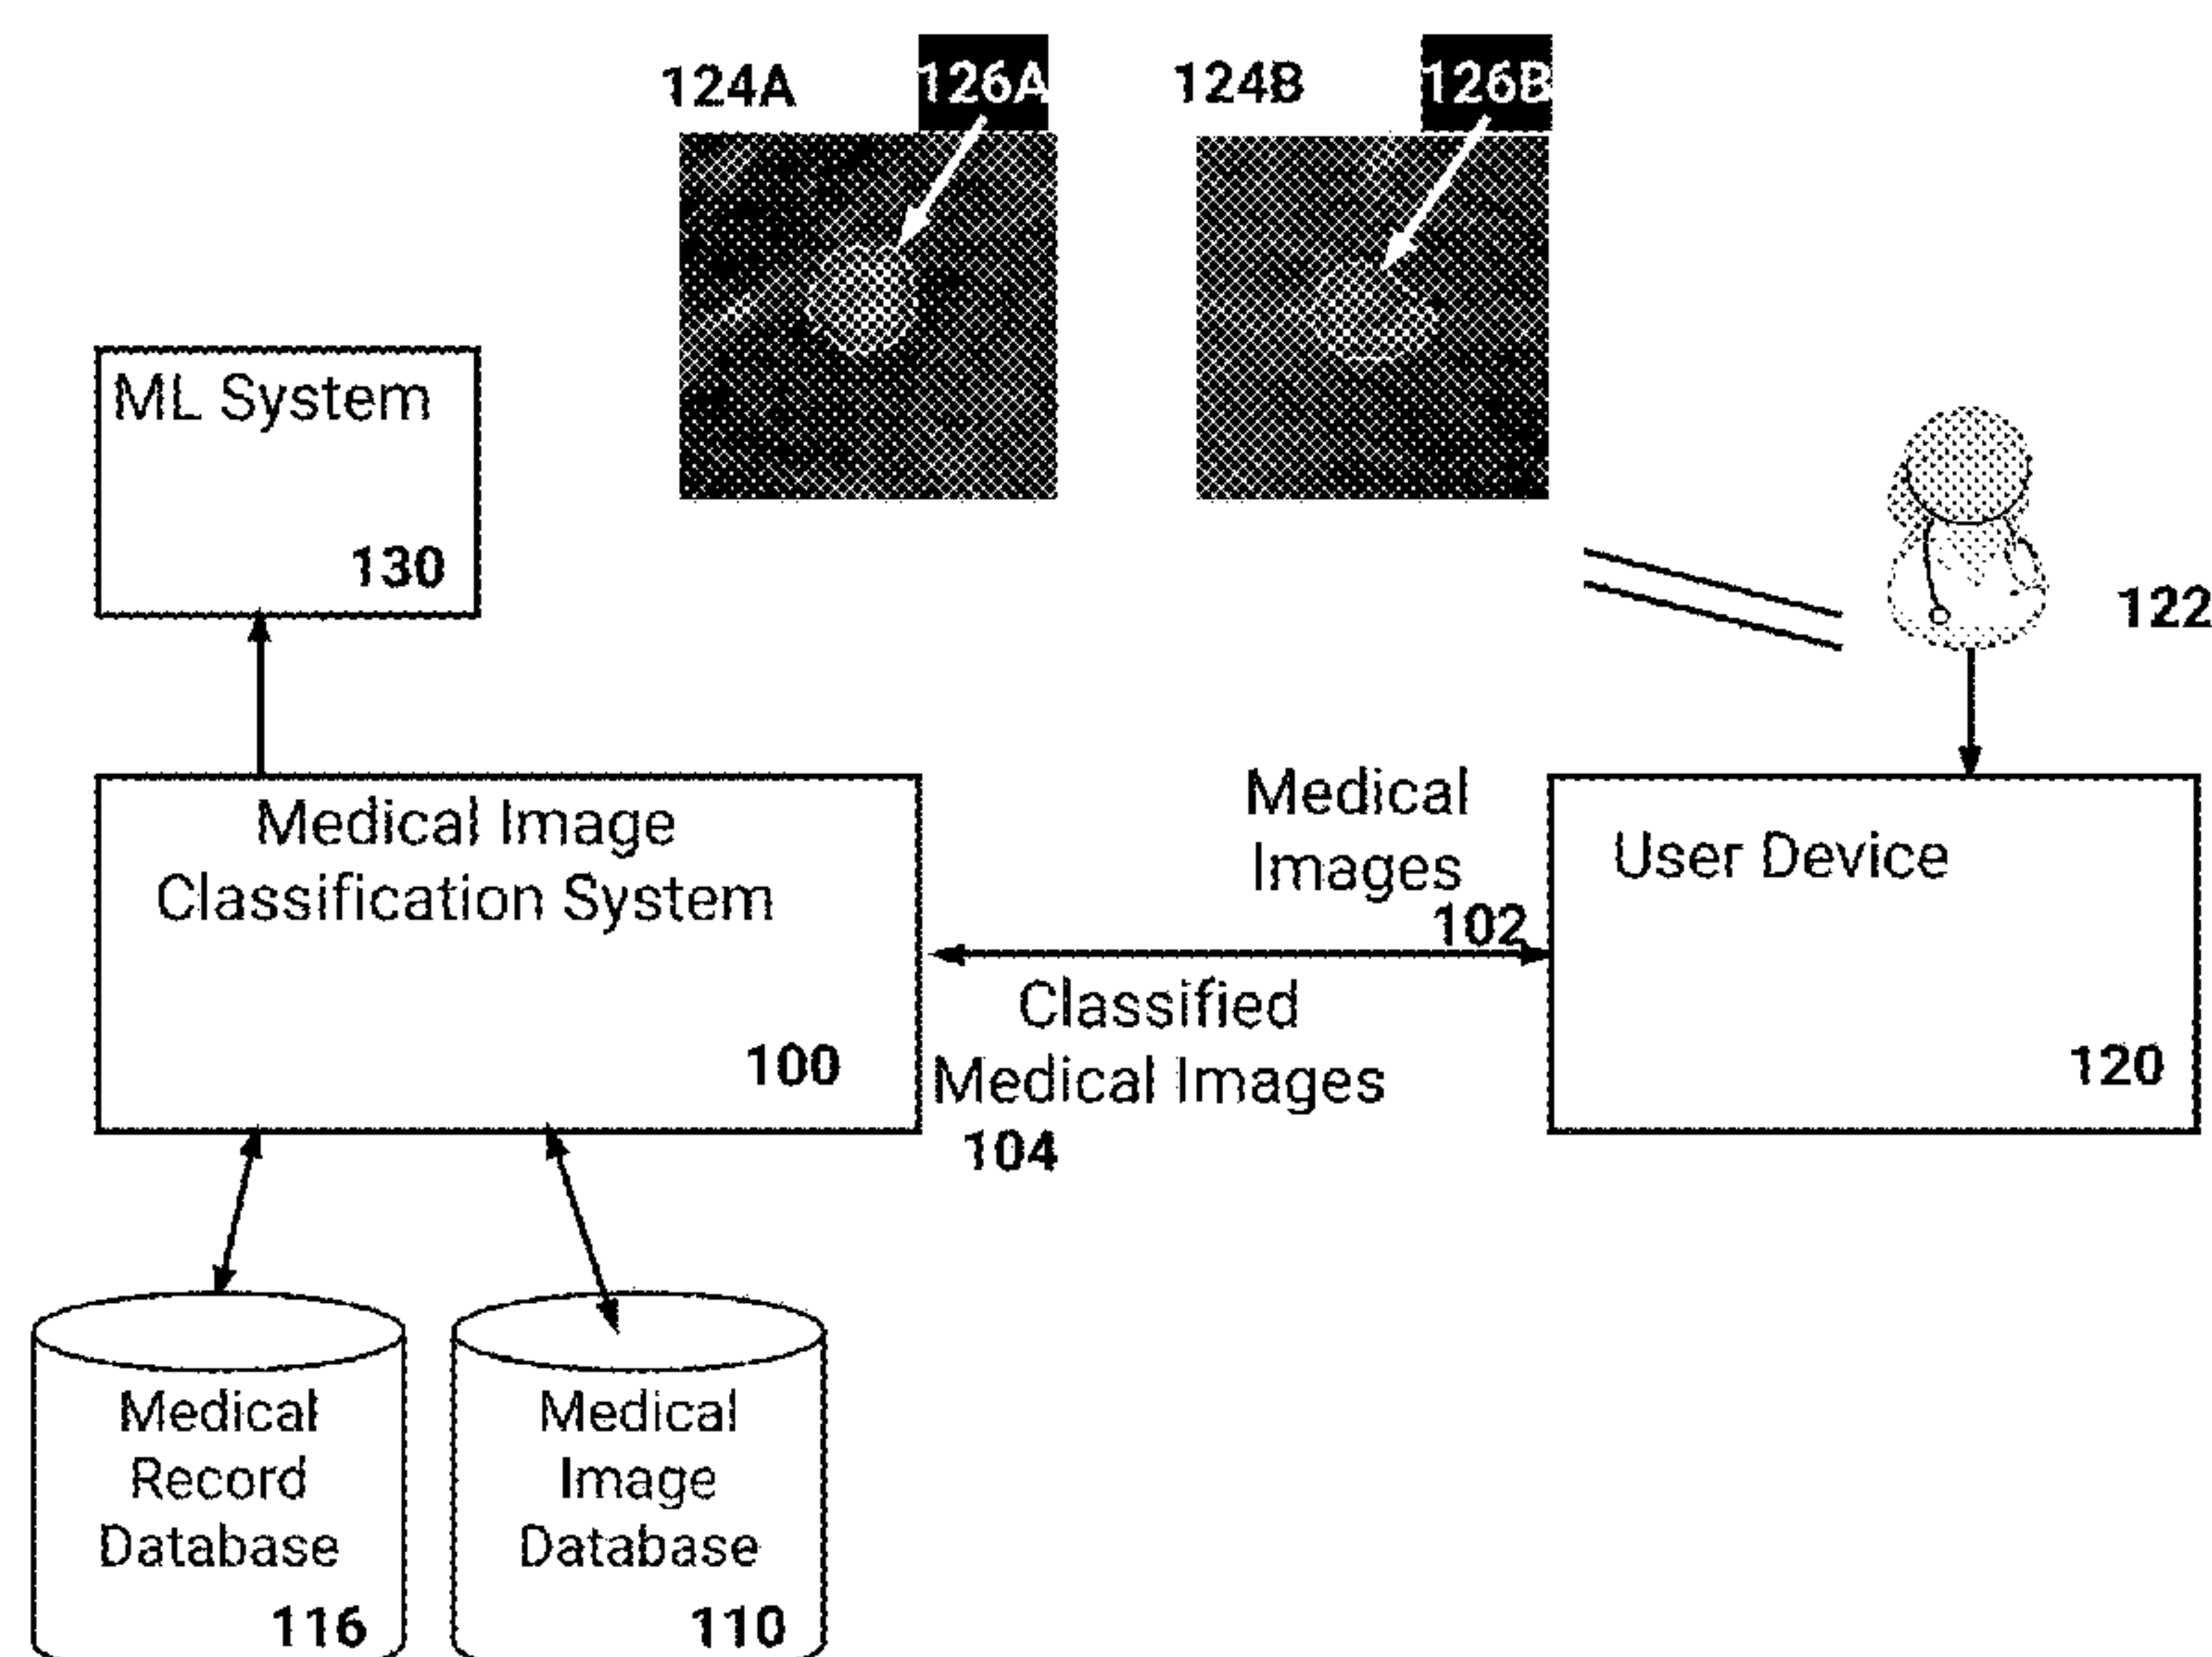 124A
126A
124B
126B
ML System
130
122
Medical Image
Classification System
100
Medical
Images
102
Classified
Medical Images
104
User Device
120
Medical
Record
Database
116
Medical
Image
Database
110